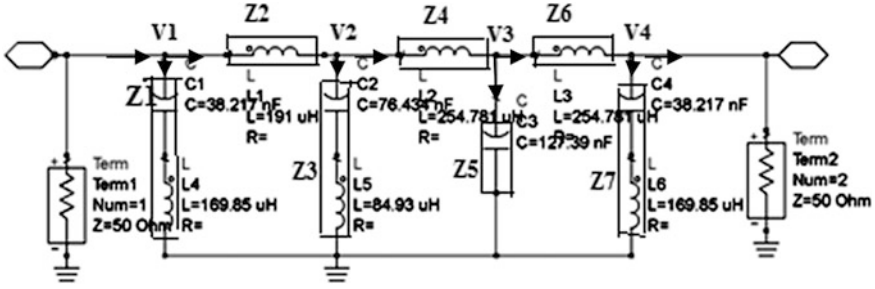 V1 Z2 V2 Z4 V3 Z6 V4
Z1
C
C1
C=38.217 nF
L
L1
L=191 uH
R=
C
C2
C=76.434 nF
L
L2
L=254.781 uH
R=
C
C3
C=127.39 nF
L
L3
L=254.781 uH
R=
C
C4
C=38.217 nF
Z3
Z5
Z7
Term
Term1
Num=1
Z=50 Ohm
L
L4
L=169.85 uH
R=
L
L5
L=84.93 uH
R=
L
L6
L=169.85 uH
R=
Term
Term2
Num=2
Z=50 Ohm